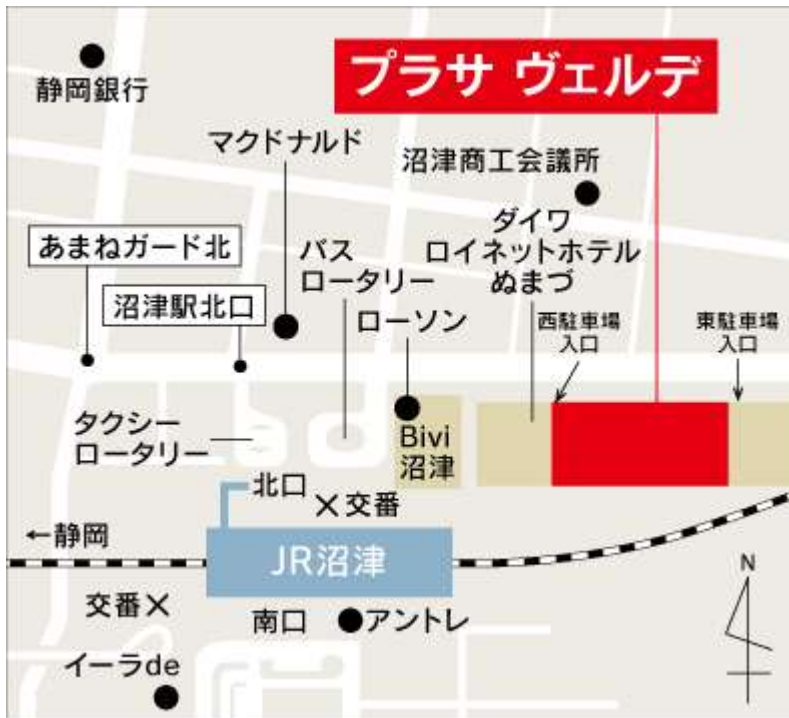 プラサ ヴェルデ
静岡銀行
マクドナルド
沼津商工会議所
あまねガード北
バス
ロータリー
ダイワ
ロイネットホテル
ぬまづ
沼津駅北口
ローソン
西駐車場
入口
東駐車場
入口
タクシー
ロータリー
Bivi
沼津
北口
交番
←静岡
JR沼津
N
交番
南口
アントレ
イーラde